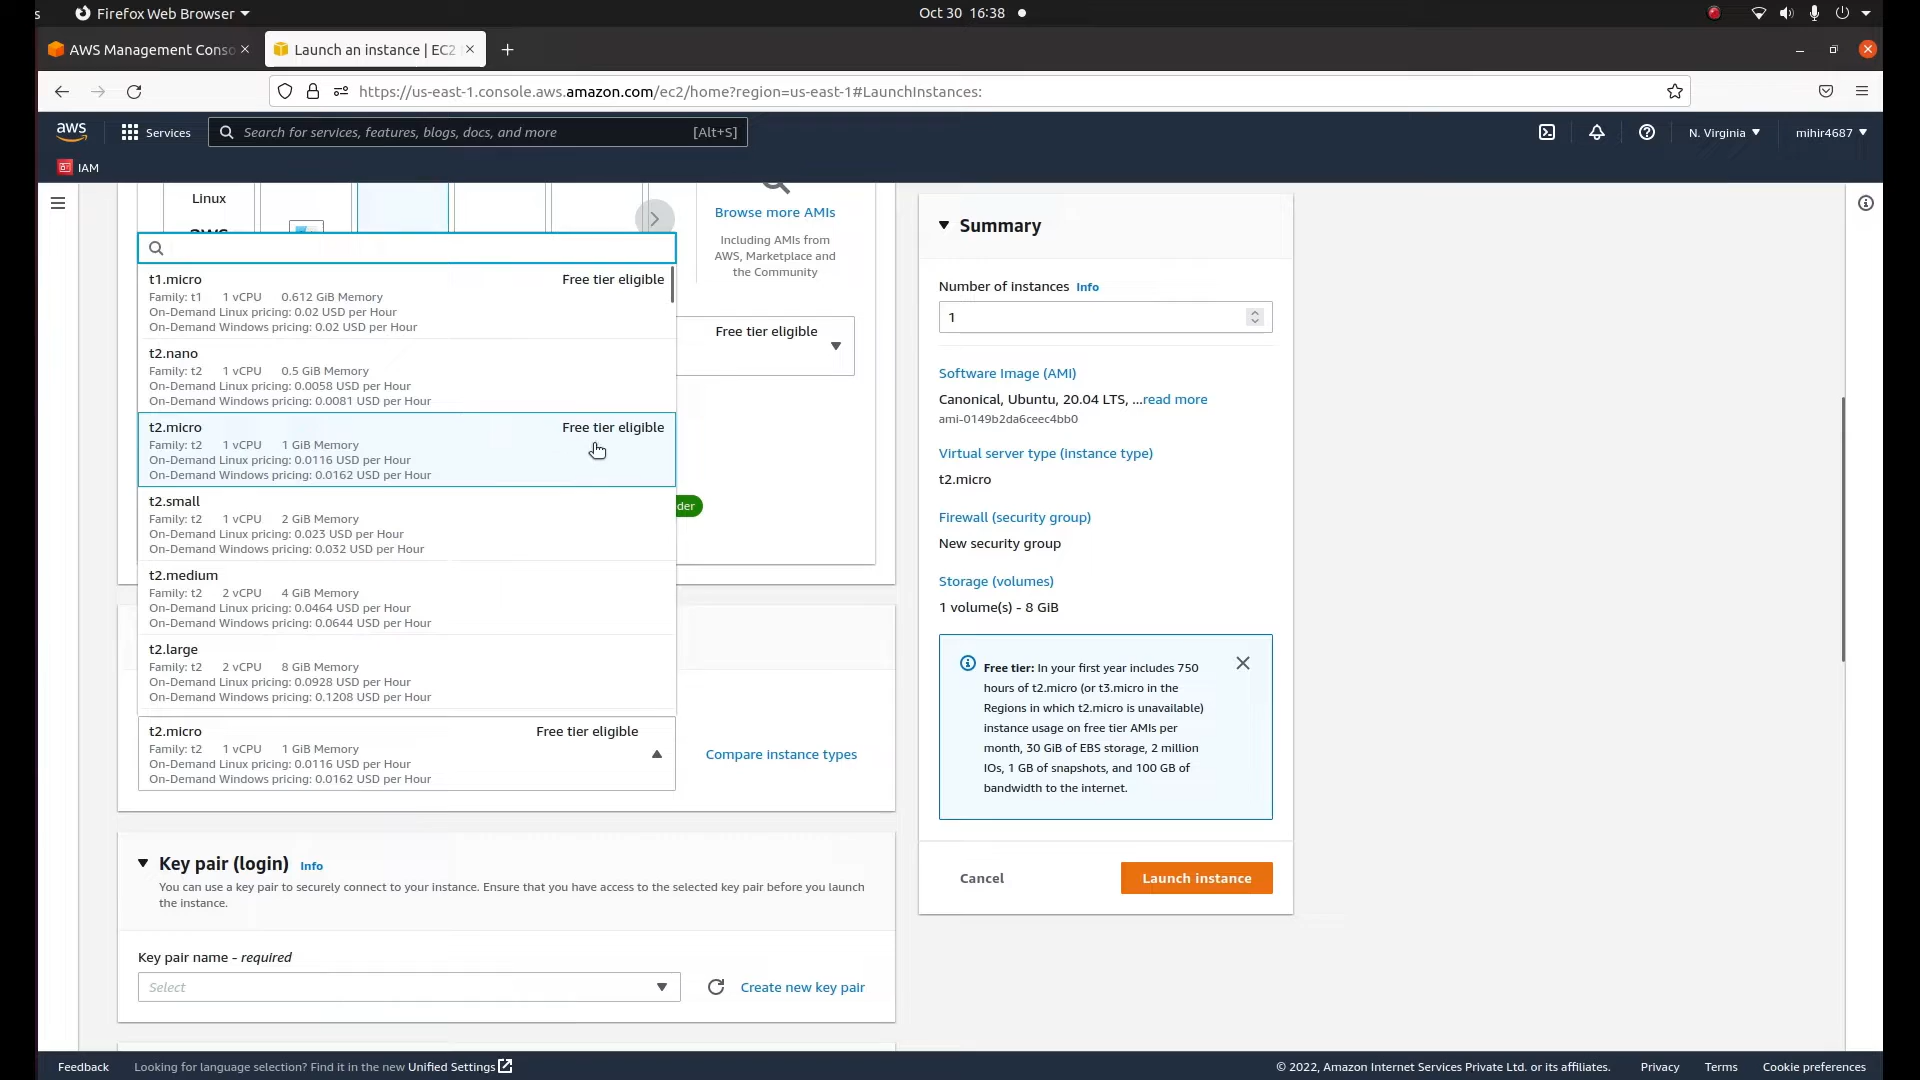 Firefox Web Browser
Oct 30 16:38
AWS Management Conso
Launch an instance | EC2
https://us-east-1.console.aws.amazon.com/ec2/home?region=us-east-1#LaunchInstances:
aws
Services
Search for services, features, blogs, docs, and more
[Alt+S]
N. Virginia
mihir4687
IAM
Linux
Browse more AMIs
Including AMIs from
AWS, Marketplace and
the Community
t1.micro
Free tier eligible
Family: t1 1 vCPU 0.612 GiB Memory
On-Demand Linux pricing: 0.02 USD per Hour
On-Demand Windows pricing: 0.02 USD per Hour
Free tier eligible
t2.nano
Family: t2 1 vCPU 0.5 GiB Memory
On-Demand Linux pricing: 0.0058 USD per Hour
On-Demand Windows pricing: 0.0081 USD per Hour
t2.micro
Free tier eligible
Family: t2 1 vCPU 1 GiB Memory
On-Demand Linux pricing: 0.0116 USD per Hour
On-Demand Windows pricing: 0.0162 USD per Hour
t2.small
Family: t2 1 vCPU 2 GiB Memory
On-Demand Linux pricing: 0.023 USD per Hour
On-Demand Windows pricing: 0.032 USD per Hour
der
t2.medium
Family: t2 2 vCPU 4 GiB Memory
On-Demand Linux pricing: 0.0464 USD per Hour
On-Demand Windows pricing: 0.0644 USD per Hour
t2.large
Family: t2 2 vCPU 8 GiB Memory
On-Demand Linux pricing: 0.0928 USD per Hour
On-Demand Windows pricing: 0.1208 USD per Hour
t2.micro
Free tier eligible
Family: t2 1 vCPU 1 GiB Memory
On-Demand Linux pricing: 0.0116 USD per Hour
On-Demand Windows pricing: 0.0162 USD per Hour
Compare instance types
Key pair (login) Info
You can use a key pair to securely connect to your instance. Ensure that you have access to the selected key pair before you launch
the instance.
Key pair name - required
Select
Create new key pair
Summary
Number of instances Info
1
Software Image (AMI)
Canonical, Ubuntu, 20.04 LTS, ...read more
ami-0149b2da6ceec4bb0
Virtual server type (instance type)
t2.micro
Firewall (security group)
New security group
Storage (volumes)
1 volume(s) - 8 GiB
Free tier: In your first year includes 750
hours of t2.micro (or t3.micro in the
Regions in which t2.micro is unavailable)
instance usage on free tier AMIs per
month, 30 GiB of EBS storage, 2 million
IOs, 1 GB of snapshots, and 100 GB of
bandwidth to the internet.
Cancel
Launch instance
Feedback
Looking for language selection? Find it in the new Unified Settings
© 2022, Amazon Internet Services Private Ltd. or its affiliates.
Privacy
Terms
Cookie preferences